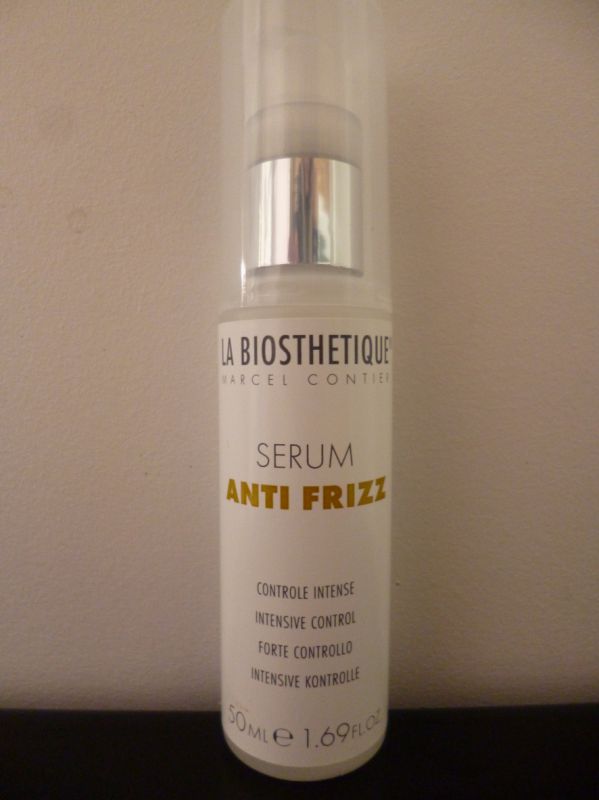 LA BIOSTHETIQUE
MARCEL CONTIER
SERUM
ANTI FRIZZ
CONTROLE INTENSE
INTENSIVE CONTROL
FORTE CONTROLLO
INTENSIVE KONTROLLE
50ML ℮ 1.69FL.OZ.